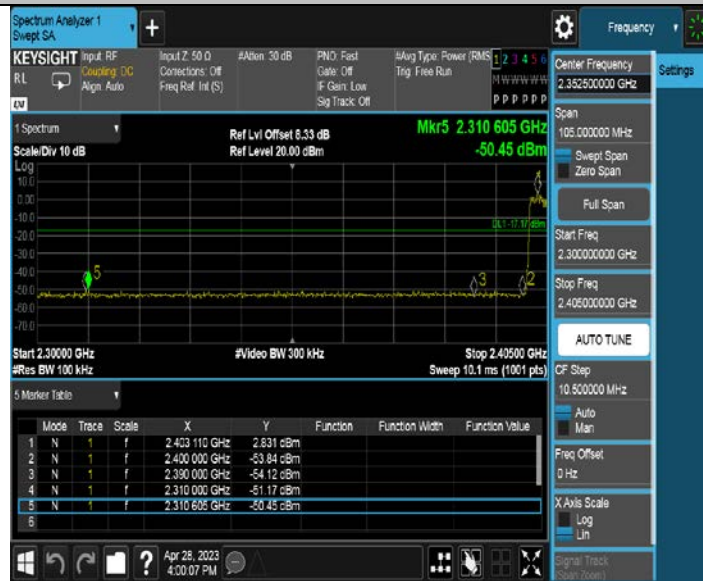 Spectrum Analyzer 1
Swept SA
+
Frequency
KEYSIGHT
RL
Input: RF
Coupling: DC
Align: Auto
Input Z: 50 Ω
Corrections: Off
Freq Ref: Int (S)
#Atten: 30 dB
PNO: Fast
Gate: Off
IF Gain: Low
Sig Track: Off
#Avg Type: Power (RMS
Trig: Free Run
1 2 3 4 5 6
M W W W W W
P P P P P P
Center Frequency
2.352500000 GHz
Settings
Span
105.000000 MHz
Swept Span
Zero Span
Full Span
Start Freq
2.300000000 GHz
Stop Freq
2.405000000 GHz
AUTO TUNE
CF Step
10.500000 MHz
Auto
Man
Freq Offset
0 Hz
X Axis Scale
Log
Lin
Signal Track
(Span Zoom)
1 Spectrum
Scale/Div 10 dB
Ref Lvl Offset 8.33 dB
Ref Level 20.00 dBm
Mkr5 2.310 605 GHz
-50.45 dBm
Log
10.0
0.00
-10.0
-20.0
-30.0
-40.0
-50.0
-60.0
-70.0
DL1 -17.17 dBm
5
3
2
Start 2.30000 GHz
#Res BW 100 kHz
#Video BW 300 kHz
Stop 2.40500 GHz
Sweep 10.1 ms (1001 pts)
5 Marker Table
Mode Trace Scale X Y Function Function Width Function Value
1 N 1 f 2.403 110 GHz 2.831 dBm
2 N 1 f 2.400 000 GHz -53.84 dBm
3 N 1 f 2.390 000 GHz -54.12 dBm
4 N 1 f 2.310 000 GHz -51.17 dBm
5 N 1 f 2.310 605 GHz -50.45 dBm
6
?
Apr 28, 2023
4:00:07 PM